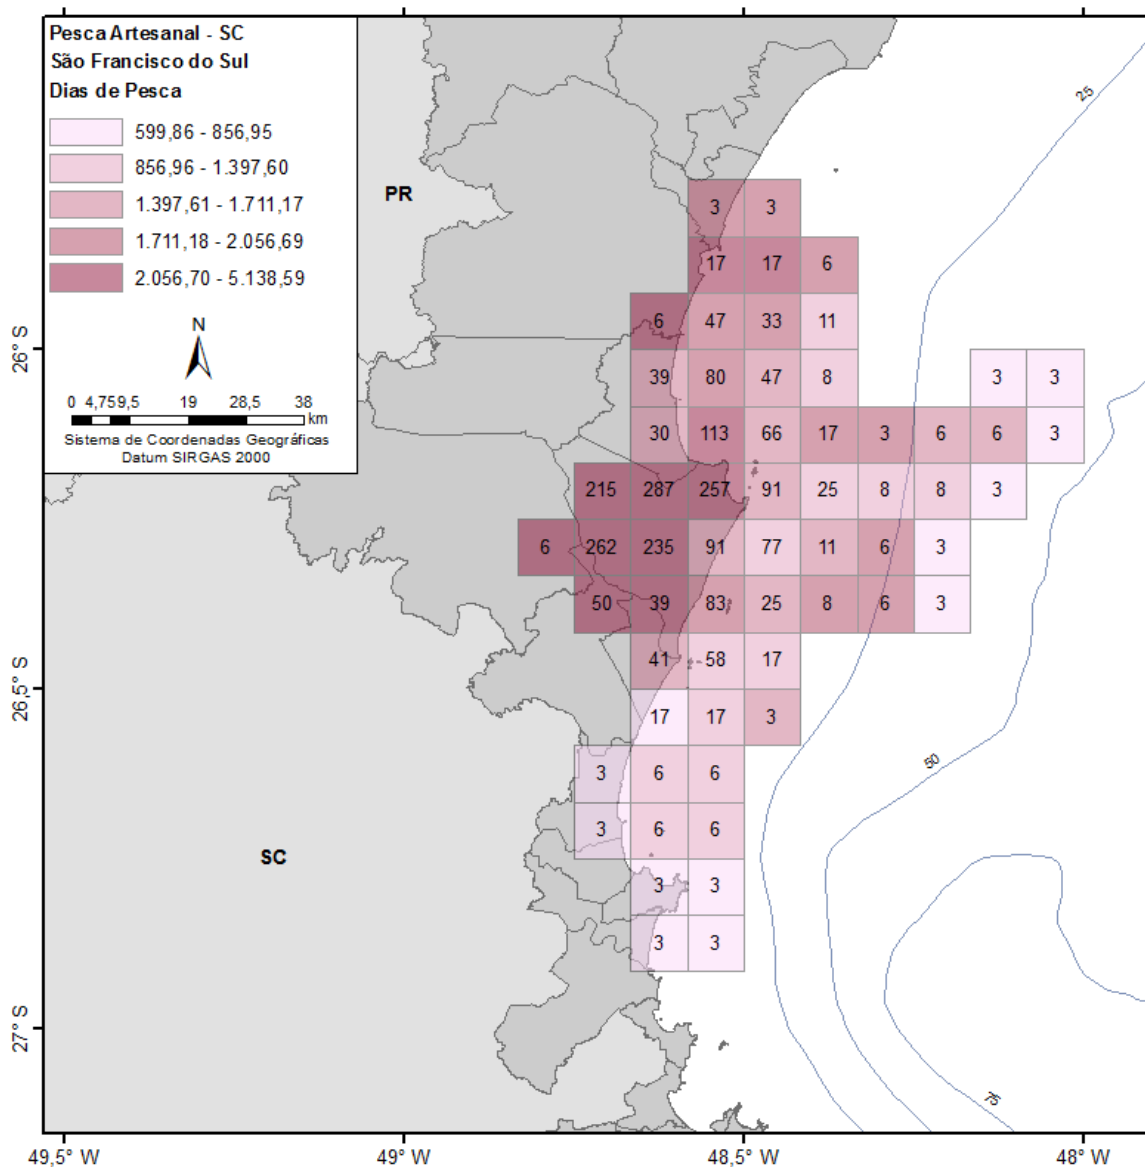 Pesca Artesanal - SC
São Francisco do Sul
Dias de Pesca
599,86 - 856,95
856,96 - 1.397,60
1.397,61 - 1.711,17
1.711,18 - 2.056,69
2.056,70 - 5.138,59
N
0 4,759,5 19 28,5 38
km
Sistema de Coordenadas Geográficas
Datum SIRGAS 2000
PR
SC
25
50
75
3 3
17 17 6
6 47 33 11
39 80 47 8 3 3
30 113 66 17 3 6 6 3
215 287 257 91 25 8 8 3
6 262 235 91 77 11 6 3
50 39 83 25 8 6 3
41 58 17
17 17 3
3 6 6
3 6 6
3 3
3 3
26° S
26,5° S
27° S
49,5° W 49° W 48,5° W 48° W